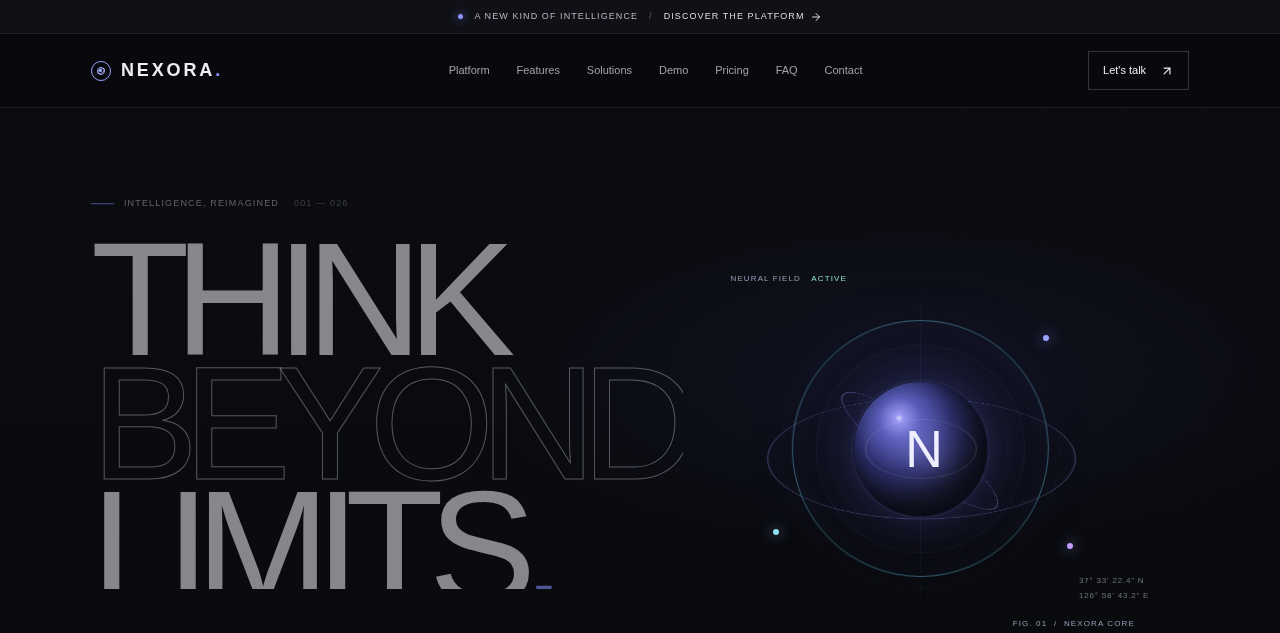 A NEW KIND OF INTELLIGENCE / DISCOVER THE PLATFORM →
NEXORA.
Platform Features Solutions Demo Pricing FAQ Contact
Let's talk
INTELLIGENCE, REIMAGINED 001 — 026
THINK
BEYOND
LIMITS.
NEURAL FIELD ACTIVE
N
37° 33' 22.4" N
126° 58' 43.2" E
FIG. 01 / NEXORA CORE